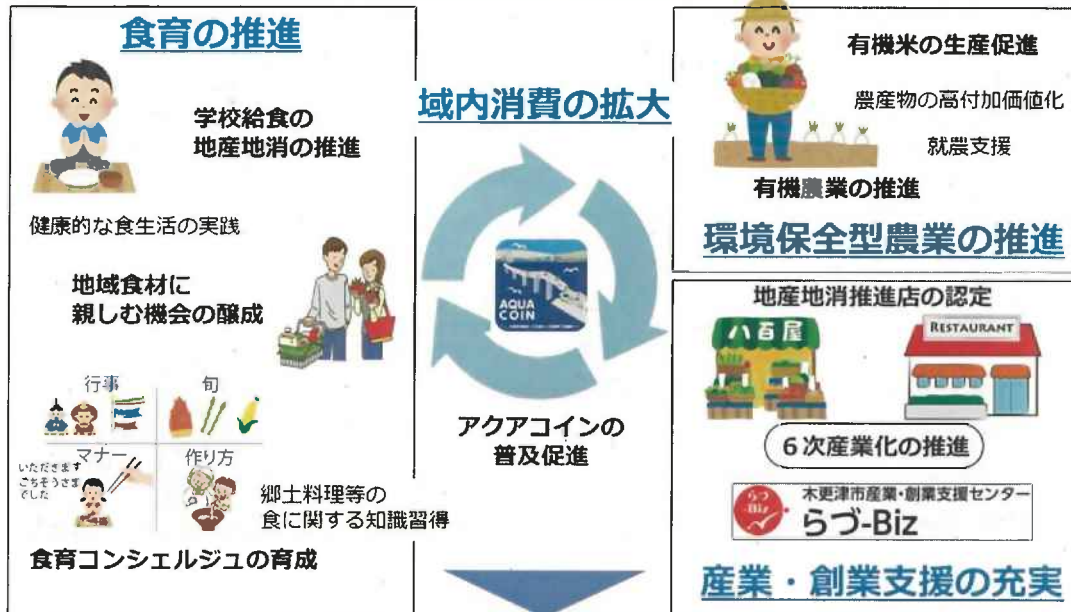 食育の推進
学校給食の
地産地消の推進
健康的な食生活の実践
地域食材に
親しむ機会の醸成
行事
旬
マナー
作り方
いただきます
ごちそうさま
でした
郷土料理等の
食に関する知識習得
食育コンシェルジュの育成
域内消費の拡大
AQUA
COIN
アクアコインの
普及促進
有機米の生産促進
農産物の高付加価値化
就農支援
有機農業の推進
環境保全型農業の推進
地産地消推進店の認定
八百屋
RESTAURANT
6次産業化の推進
らづ
-Biz
木更津市産業・創業支援センター
らづ-Biz
産業・創業支援の充実